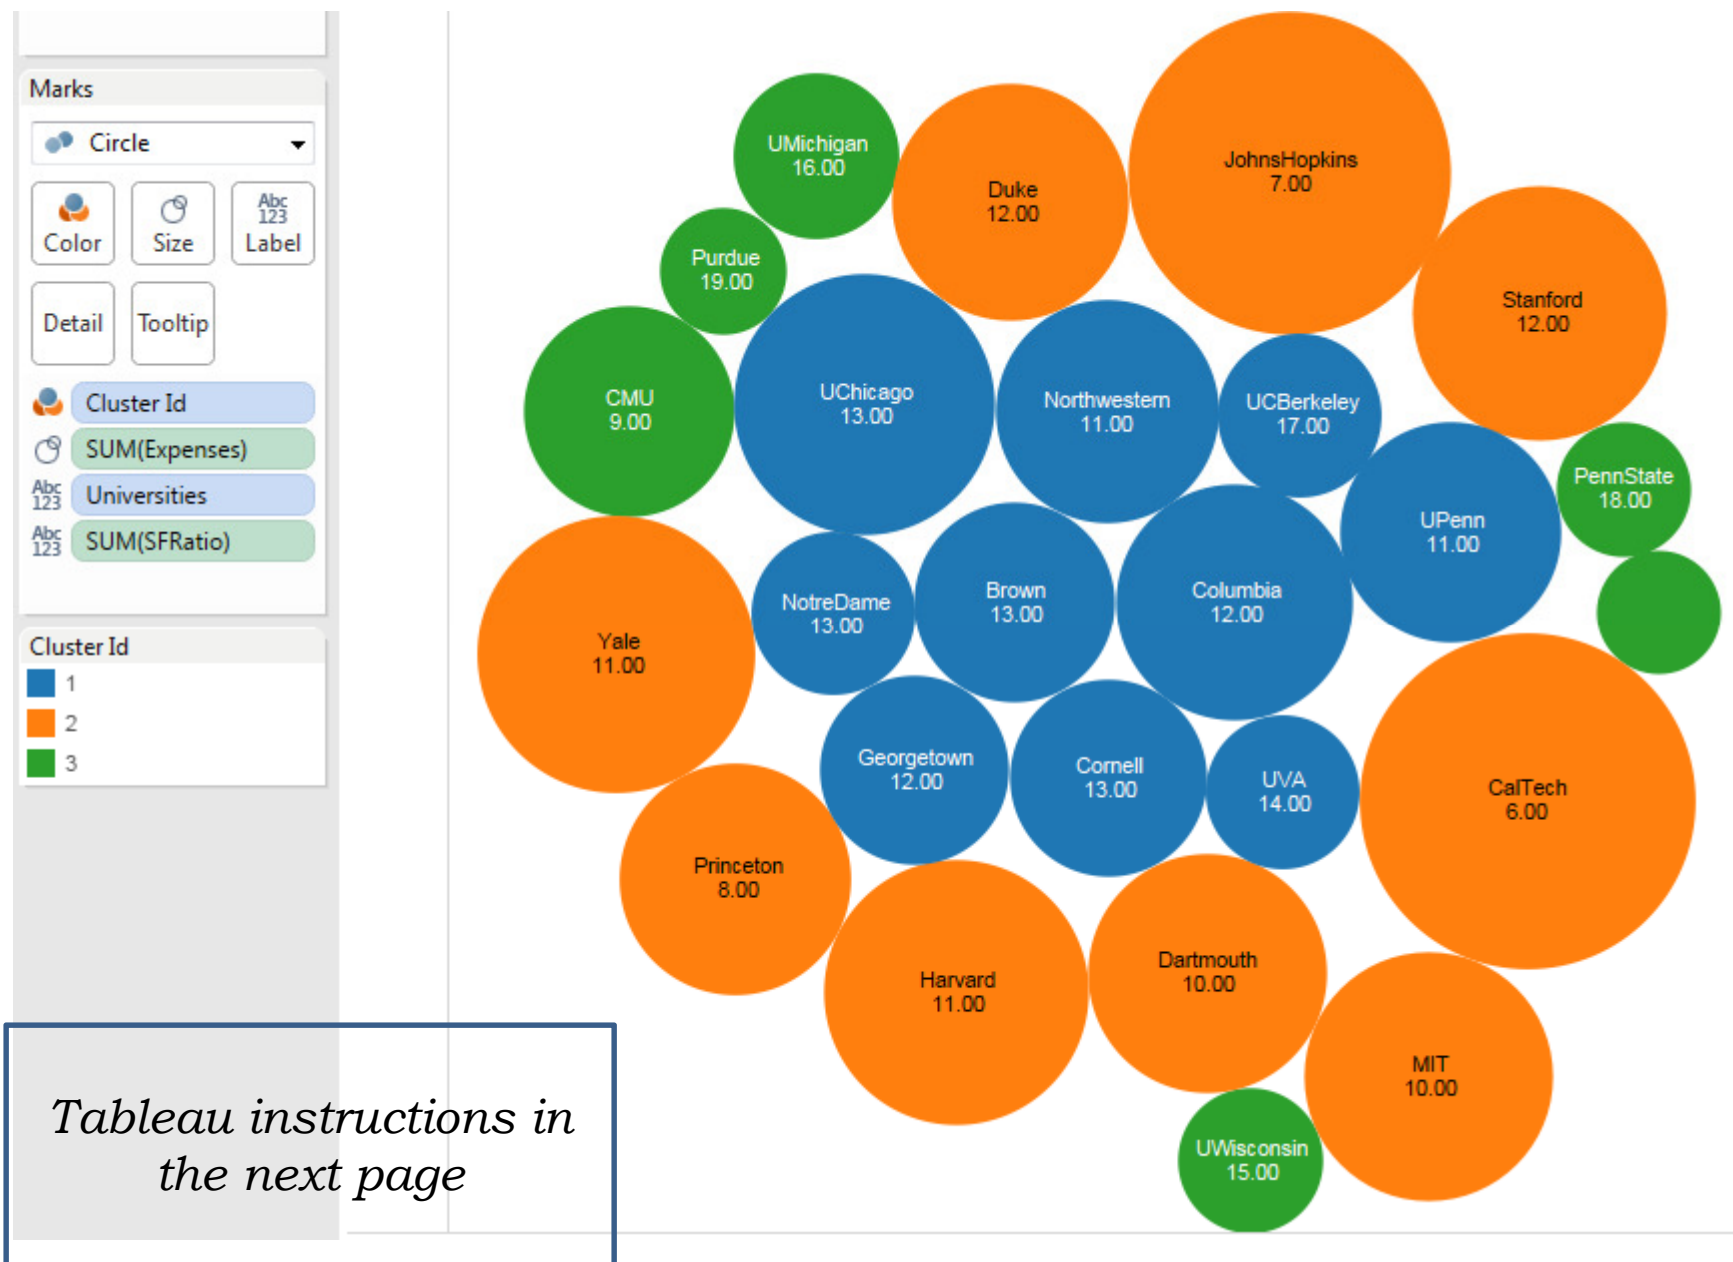 Marks
Circle
Color
Size
Abc
123
Label
Detail
Tooltip
Cluster Id
SUM(Expenses)
Abc
123
Universities
Abc
123
SUM(SFRatio)
Cluster Id
1
2
3
UMichigan
16.00
Duke
12.00
JohnsHopkins
7.00
Purdue
19.00
Stanford
12.00
CMU
9.00
UChicago
13.00
Northwestern
11.00
UCBerkeley
17.00
PennState
18.00
UPenn
11.00
Yale
11.00
NotreDame
13.00
Brown
13.00
Columbia
12.00
Georgetown
12.00
Cornell
13.00
UVA
14.00
CalTech
6.00
Princeton
8.00
Harvard
11.00
Dartmouth
10.00
MIT
10.00
UWisconsin
15.00
Tableau instructions in
the next page